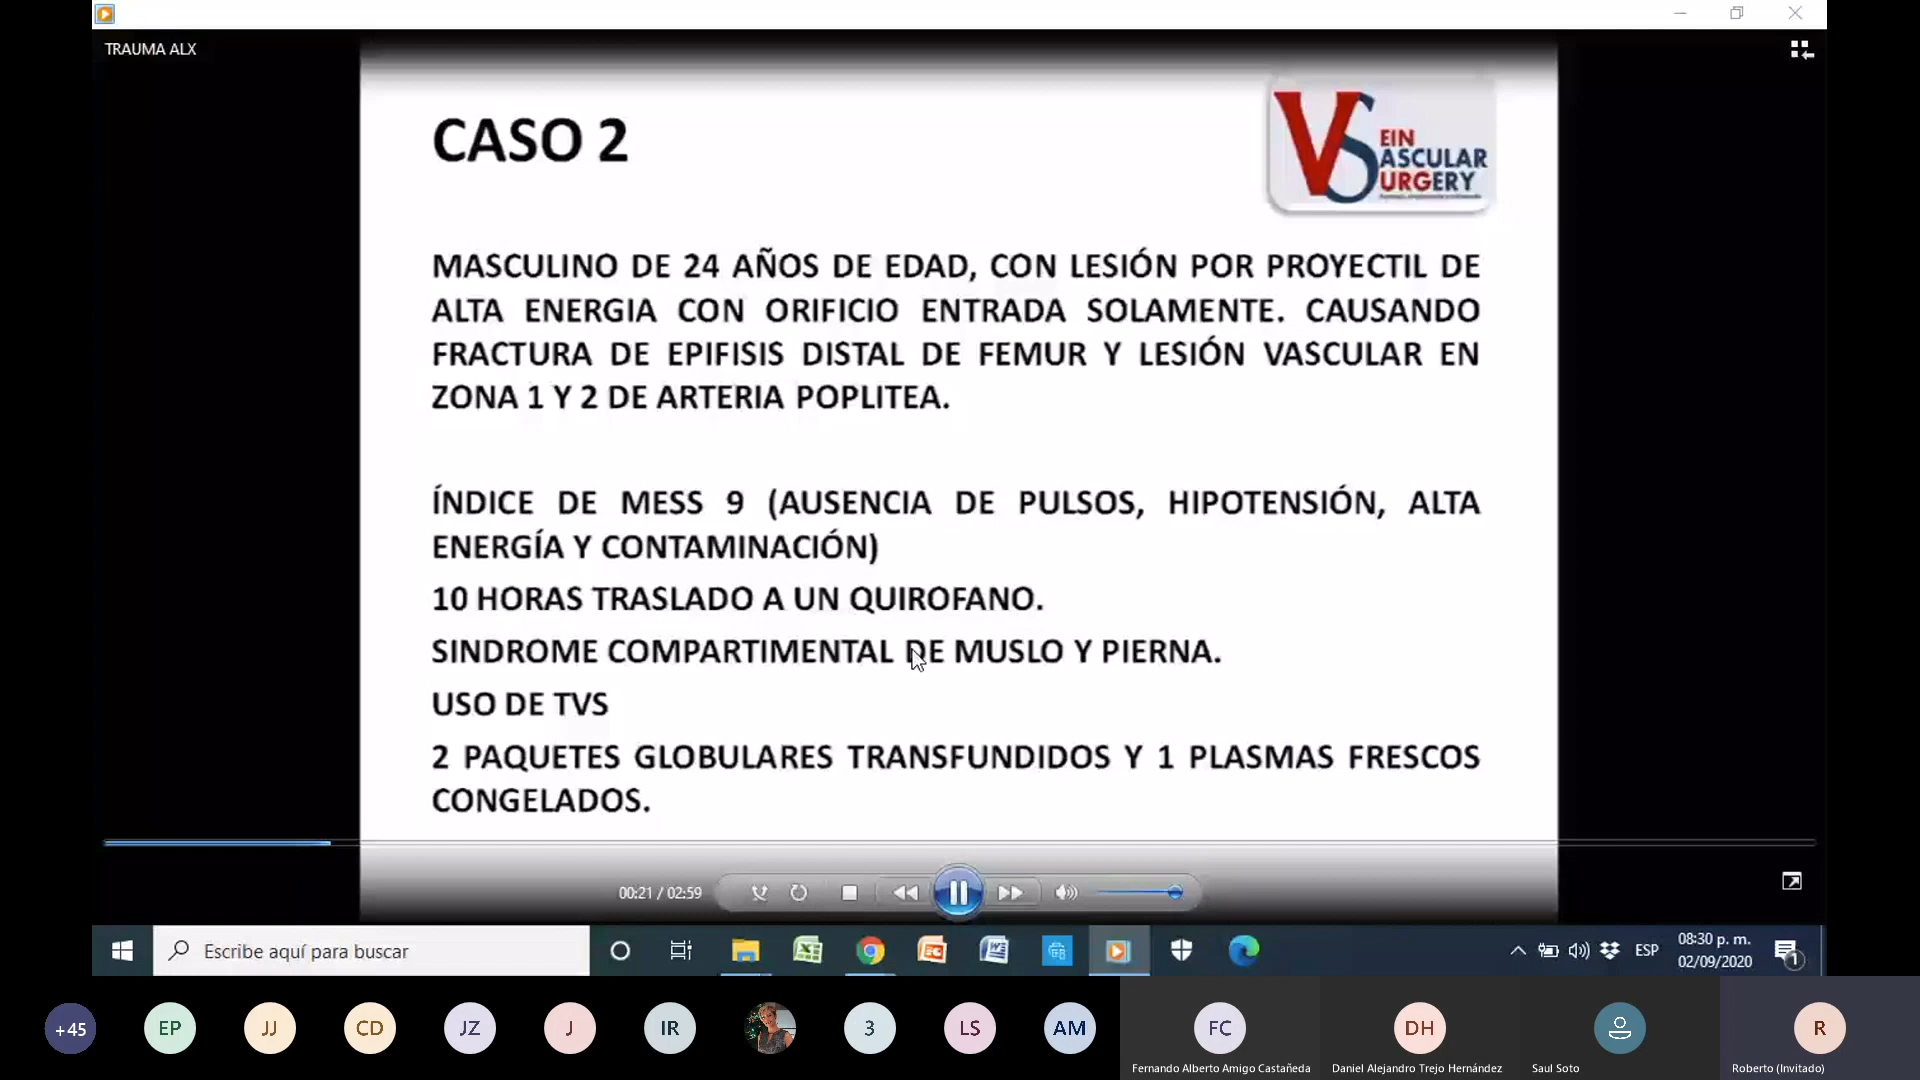 TRAUMA ALX
CASO 2
VS
EIN
ASCULAR
URGERY
MASCULINO DE 24 AÑOS DE EDAD, CON LESIÓN POR PROYECTIL DE
ALTA ENERGIA CON ORIFICIO ENTRADA SOLAMENTE. CAUSANDO
FRACTURA DE EPIFISIS DISTAL DE FEMUR Y LESIÓN VASCULAR EN
ZONA 1 Y 2 DE ARTERIA POPLITEA.
ÍNDICE DE MESS 9 (AUSENCIA DE PULSOS, HIPOTENSIÓN, ALTA
ENERGÍA Y CONTAMINACIÓN)
10 HORAS TRASLADO A UN QUIROFANO.
SINDROME COMPARTIMENTAL DE MUSLO Y PIERNA.
USO DE TVS
2 PAQUETES GLOBULARES TRANSFUNDIDOS Y 1 PLASMAS FRESCOS
CONGELADOS.
00:21 / 02:59
Escribe aquí para buscar
ESP
08:30 p. m.
02/09/2020
1
+45
EP
JJ
CD
JZ
J
IR
3
LS
AM
FC
DH
R
Fernando Alberto Amigo Castañeda
Daniel Alejandro Trejo Hernández
Saul Soto
Roberto (Invitado)